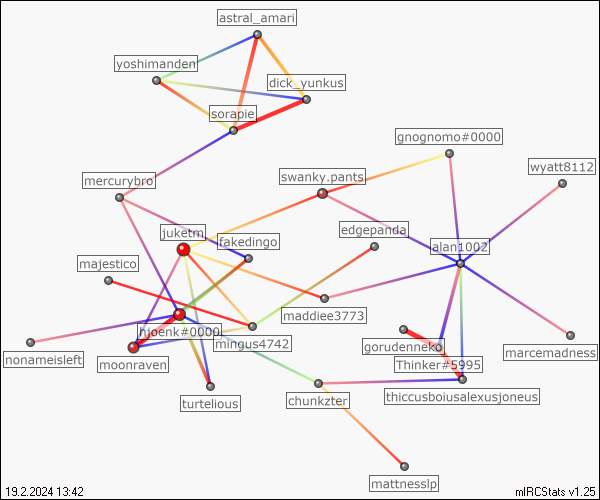 astral_amari
yoshimanden
dick_yunkus
sorapie
gnognomo#0000
wyatt8112
mercurybro
swanky.pants
juketm
edgepanda
fakedingo
alan1002
majestico
maddiee3773
hjoenk#0000
mingus4742
gorudenneko
nonameisleft
moonraven
Thinker#5995
marcemadness
turtelious
chunkzter
thiccusboiusalexusjoneus
mattnesslp
19.2.2024 13:42
mIRCStats v1.25